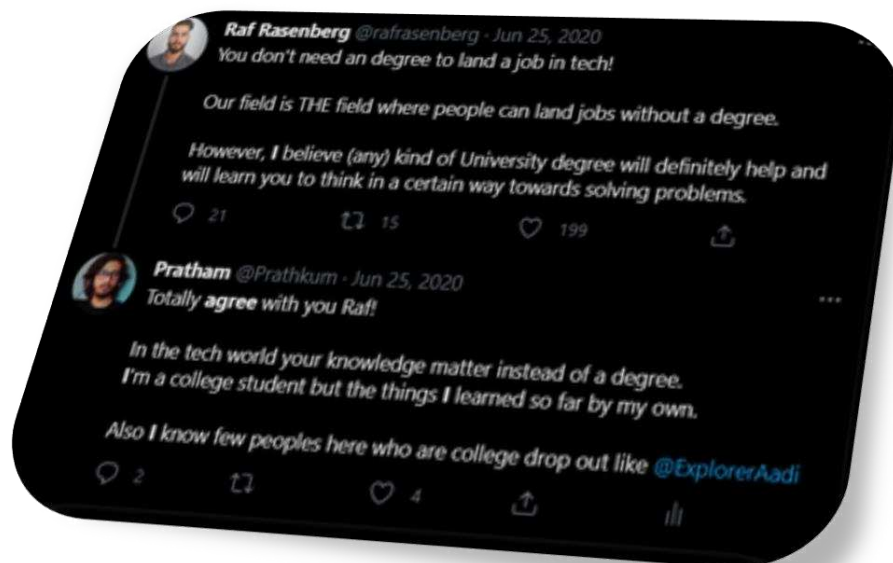 Raf Rasenberg @rafrasenberg · Jun 25, 2020
You don't need an degree to land a job in tech!
Our field is THE field where people can land jobs without a degree.
However, I believe (any) kind of University degree will definitely help and
will learn you to think in a certain way towards solving problems.
21 15 199
Pratham @Prathkum · Jun 25, 2020
Totally agree with you Raf!
In the tech world your knowledge matter instead of a degree.
I'm a college student but the things I learned so far by my own.
Also I know few peoples here who are college drop out like @ExplorerAadi
2 4